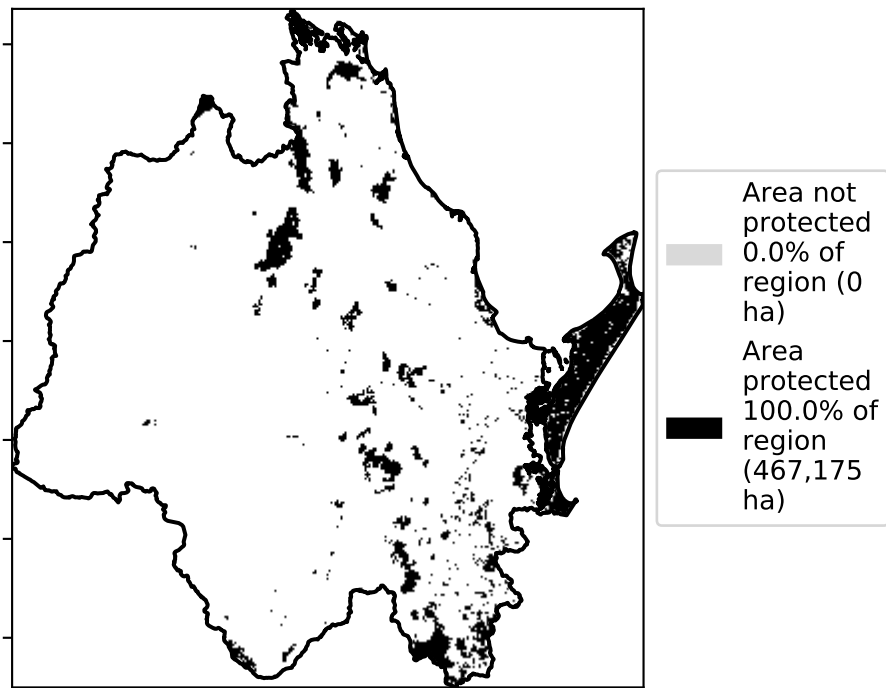 Area not
protected
0.0% of
region (0
ha)
Area
protected
100.0% of
region
(467,175
ha)